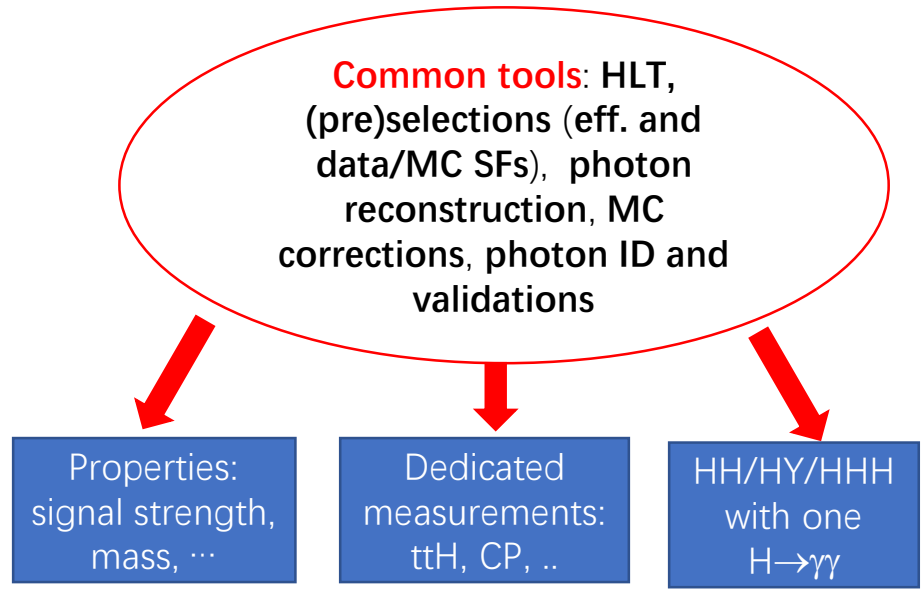 Common tools: HLT,
(pre)selections (eff. and
data/MC SFs),  photon
reconstruction, MC
corrections, photon ID and
validations
Properties:
signal strength,
mass, ···
Dedicated
measurements:
ttH, CP, ..
HH/HY/HHH
with one
H→γγ